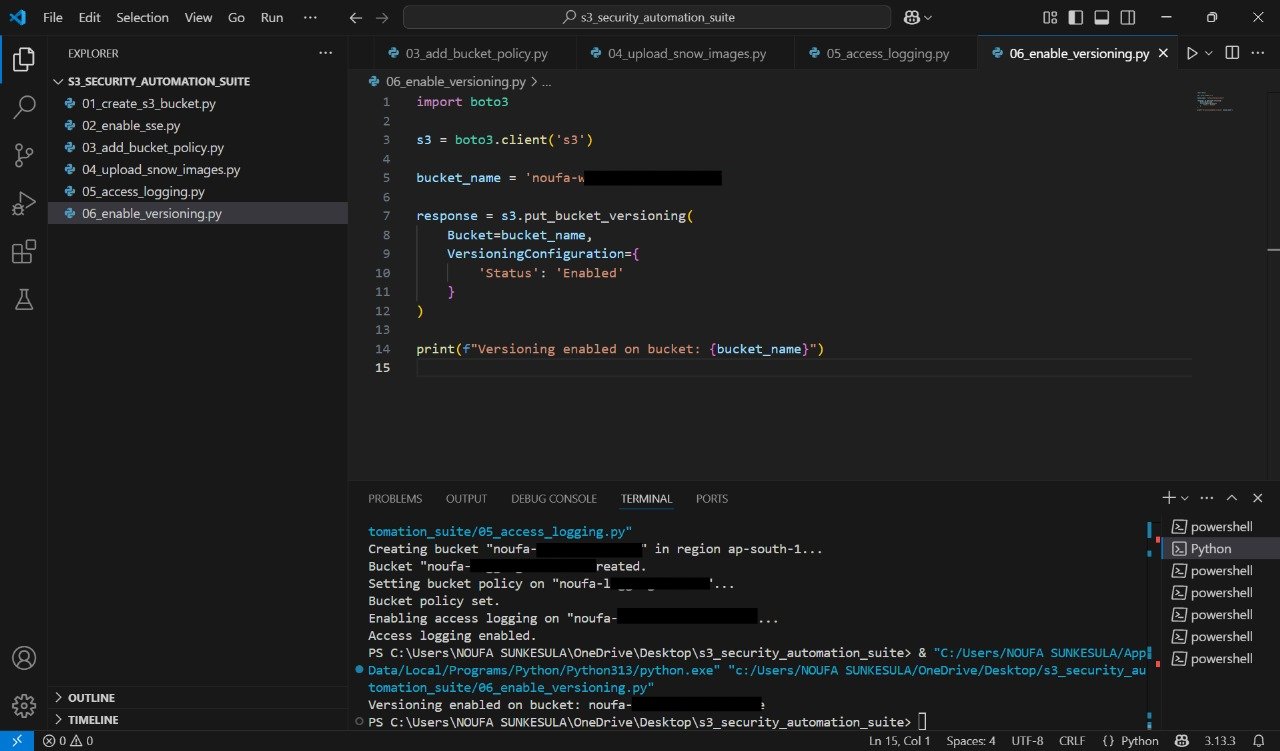 File Edit Selection View Go Run ···
s3_security_automation_suite
EXPLORER ···
S3_SECURITY_AUTOMATION_SUITE
01_create_s3_bucket.py
02_enable_sse.py
03_add_bucket_policy.py
04_upload_snow_images.py
05_access_logging.py
06_enable_versioning.py
OUTLINE
TIMELINE
03_add_bucket_policy.py 04_upload_snow_images.py 05_access_logging.py 06_enable_versioning.py
06_enable_versioning.py > ...
1 import boto3
2
3 s3 = boto3.client('s3')
4
5 bucket_name = 'noufa-w
6
7 response = s3.put_bucket_versioning(
8 Bucket=bucket_name,
9 VersioningConfiguration={
10 'Status': 'Enabled'
11 }
12 )
13
14 print(f"Versioning enabled on bucket: {bucket_name}")
15
PROBLEMS OUTPUT DEBUG CONSOLE TERMINAL PORTS
tomation_suite/05_access_logging.py"
Creating bucket "noufa- " in region ap-south-1...
Bucket "noufa- reated.
Setting bucket policy on "noufa-l '...
Bucket policy set.
Enabling access logging on "noufa- ...
Access logging enabled.
PS C:\Users\NOUFA SUNKESULA\OneDrive\Desktop\s3_security_automation_suite> & "C:/Users/NOUFA SUNKESULA/App
Data/Local/Programs/Python/Python313/python.exe" "c:/Users/NOUFA SUNKESULA/OneDrive/Desktop/s3_security_au
tomation_suite/06_enable_versioning.py"
Versioning enabled on bucket: noufa- e
PS C:\Users\NOUFA SUNKESULA\OneDrive\Desktop\s3_security_automation_suite>
powershell
Python
powershell
powershell
powershell
powershell
powershell
0 0
Ln 15, Col 1 Spaces: 4 UTF-8 CRLF {} Python 3.13.3